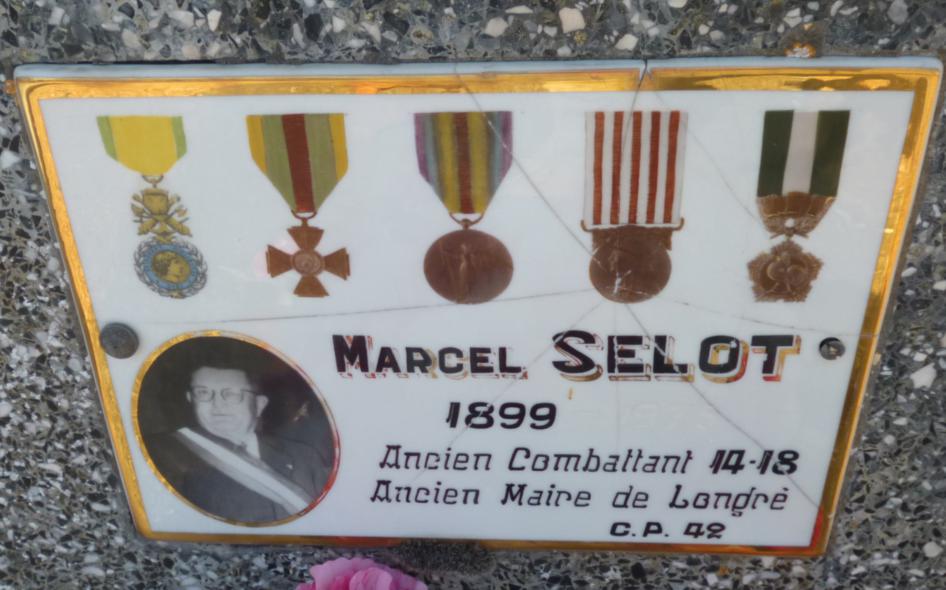 MARCEL SELOT
1899
Ancien Combattant 14-18
Ancien Maire de Longré
C.P. 42